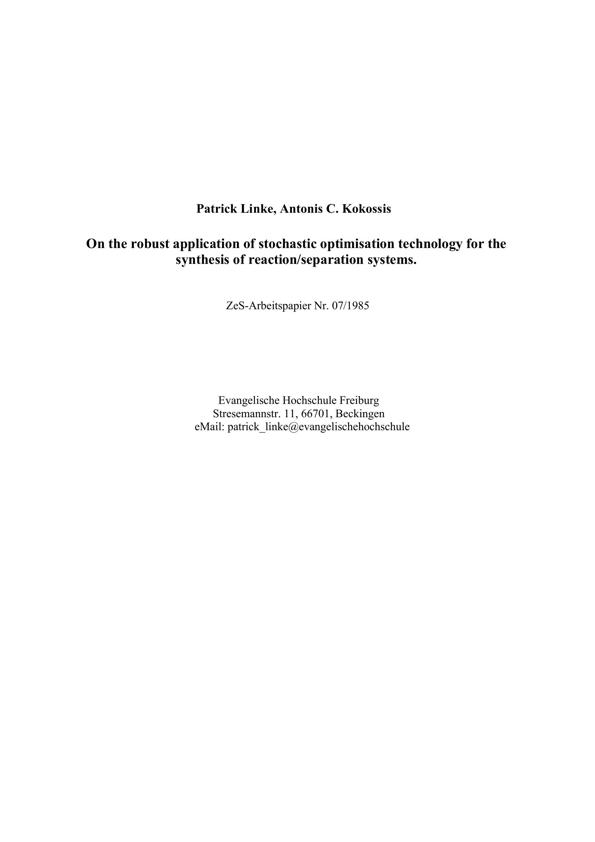 Patrick Linke, Antonis C. Kokossis
On the robust application of stochastic optimisation technology for the
synthesis of reaction/separation systems.
ZeS-Arbeitspapier Nr. 07/1985
Evangelische Hochschule Freiburg
Stresemannstr. 11, 66701, Beckingen
eMail: patrick_linke@evangelischehochschule